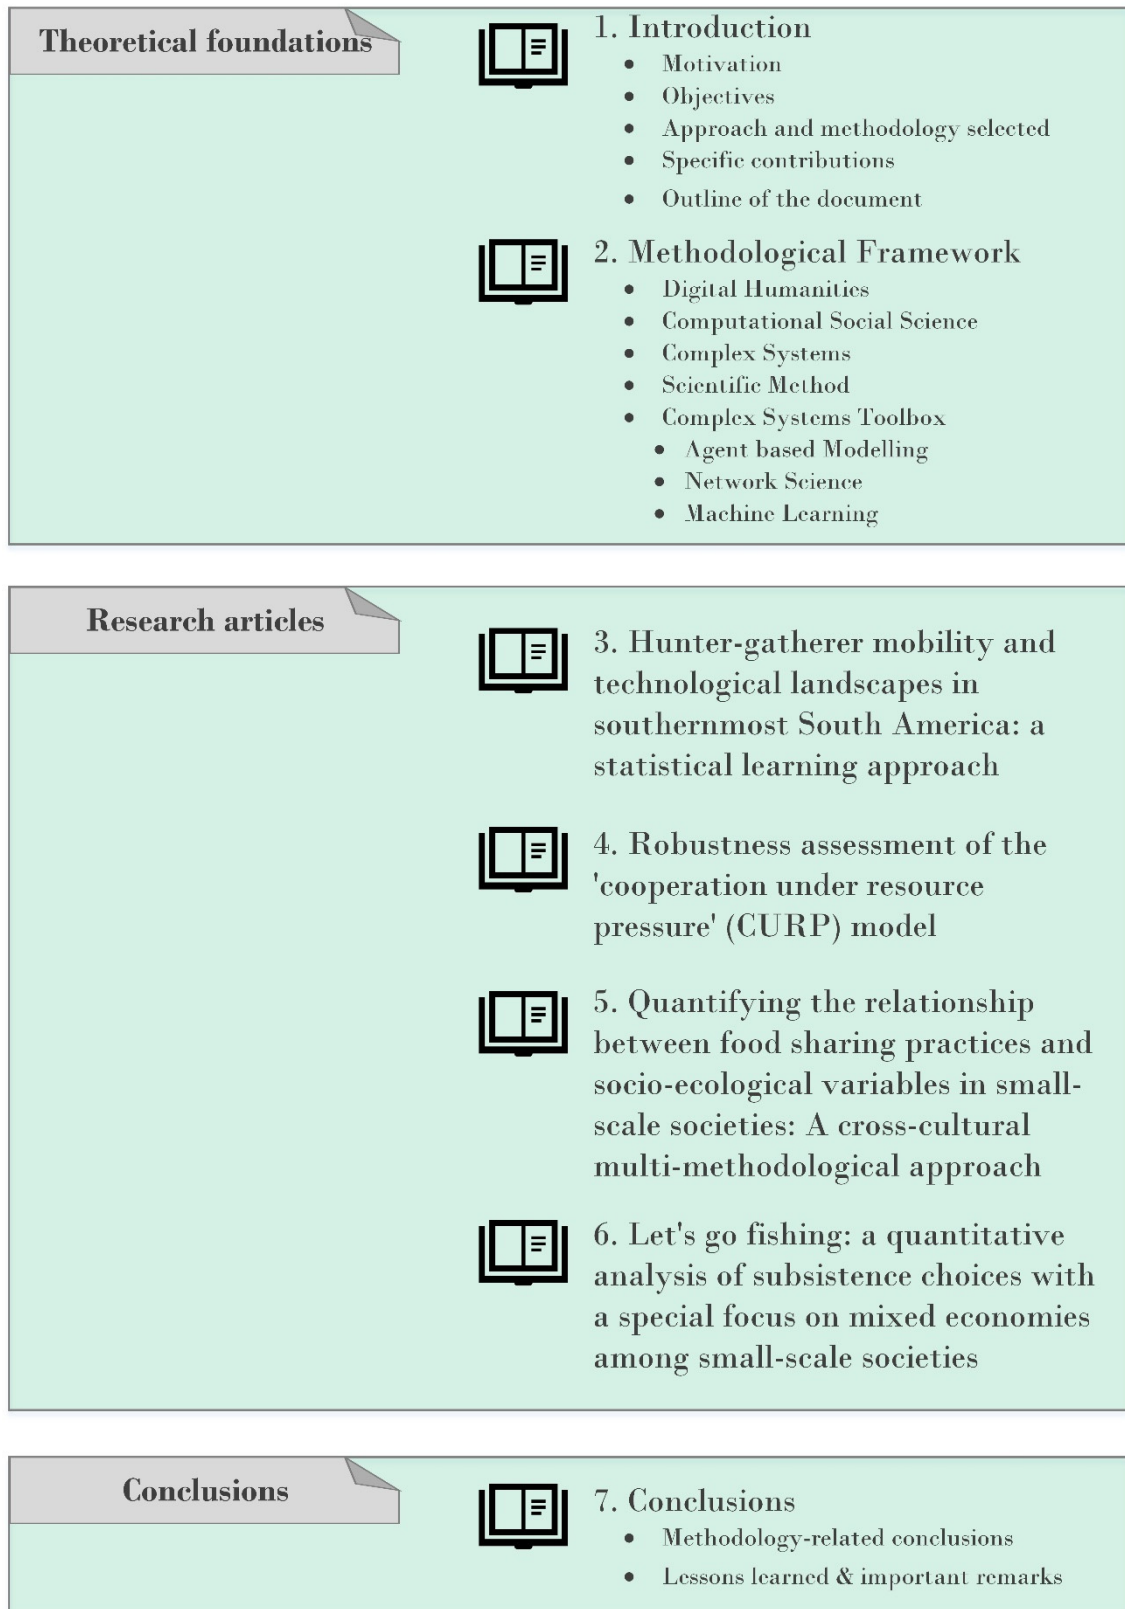 Theoretical foundations
1. Introduction
• Motivation
• Objectives
• Approach and methodology selected
• Specific contributions
• Outline of the document
2. Methodological Framework
• Digital Humanities
• Computational Social Science
• Complex Systems
• Scientific Method
• Complex Systems Toolbox
• Agent based Modelling
• Network Science
• Machine Learning
Research articles
3. Hunter-gatherer mobility and
technological landscapes in
southernmost South America: a
statistical learning approach
4. Robustness assessment of the
'cooperation under resource
pressure' (CURP) model
5. Quantifying the relationship
between food sharing practices and
socio-ecological variables in small-
scale societies: A cross-cultural
multi-methodological approach
6. Let's go fishing: a quantitative
analysis of subsistence choices with
a special focus on mixed economies
among small-scale societies
Conclusions
7. Conclusions
• Methodology-related conclusions
• Lessons learned & important remarks